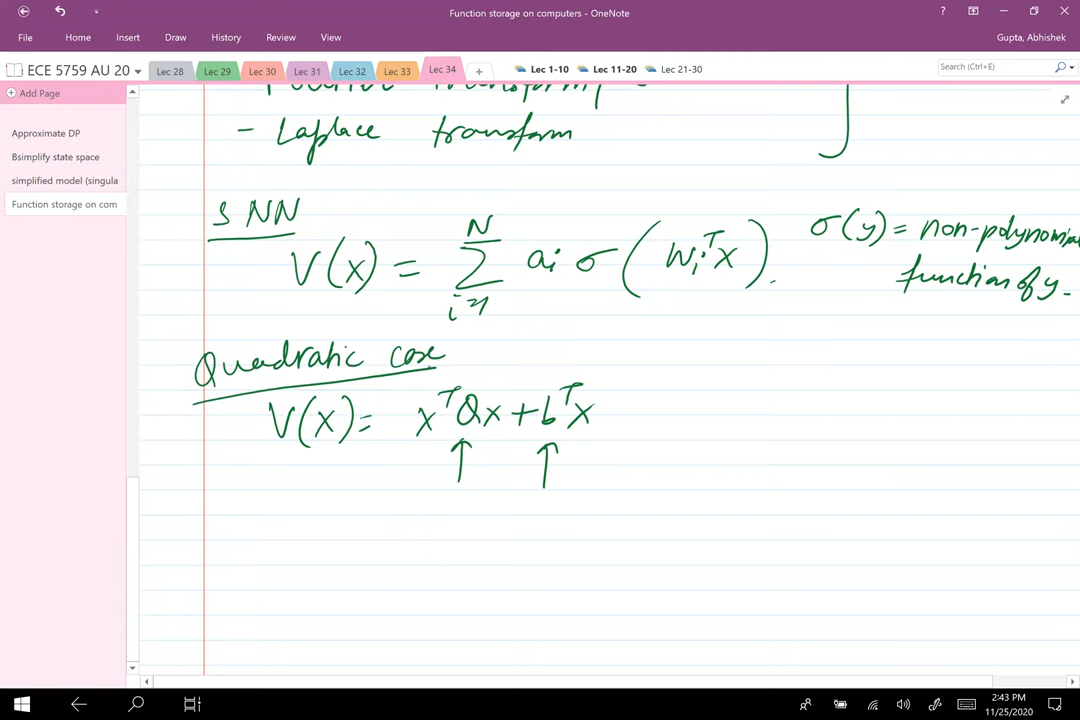 Function storage on computers - OneNote
Gupta, Abhishek
File Home Insert Draw History Review View
ECE 5759 AU 20
Lec 28 Lec 29 Lec 30 Lec 31 Lec 32 Lec 33 Lec 34 Lec 1-10 Lec 11-20 Lec 21-30
Search (Ctrl+E)
Add Page
Approximate DP
Bsimplify state space
simplified model (singula
Function storage on com
- Laplace transform
S NN
V(x) = ∑_{i=1}^{N} a_i σ(w_i^T x).
σ(y) = non-polynomial
function of y.
Quadratic case
V(x) = x^T Q x + b^T x
↑ ↑
2:43 PM
11/25/2020